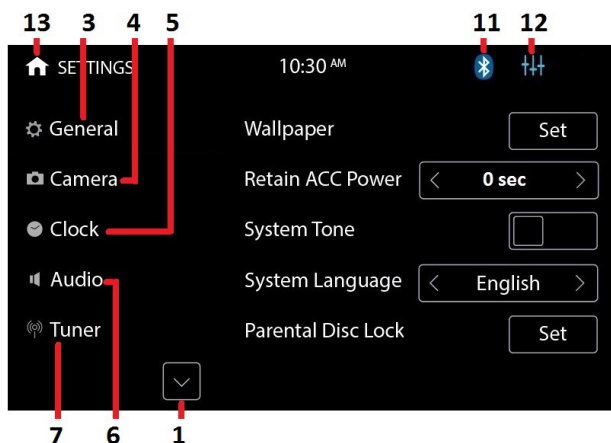 13 3 4 5 11 12
SETTINGS 10:30 AM
General Wallpaper Set
Camera Retain ACC Power < 0 sec >
Clock System Tone
Audio System Language < English >
Tuner Parental Disc Lock Set
7 6 1